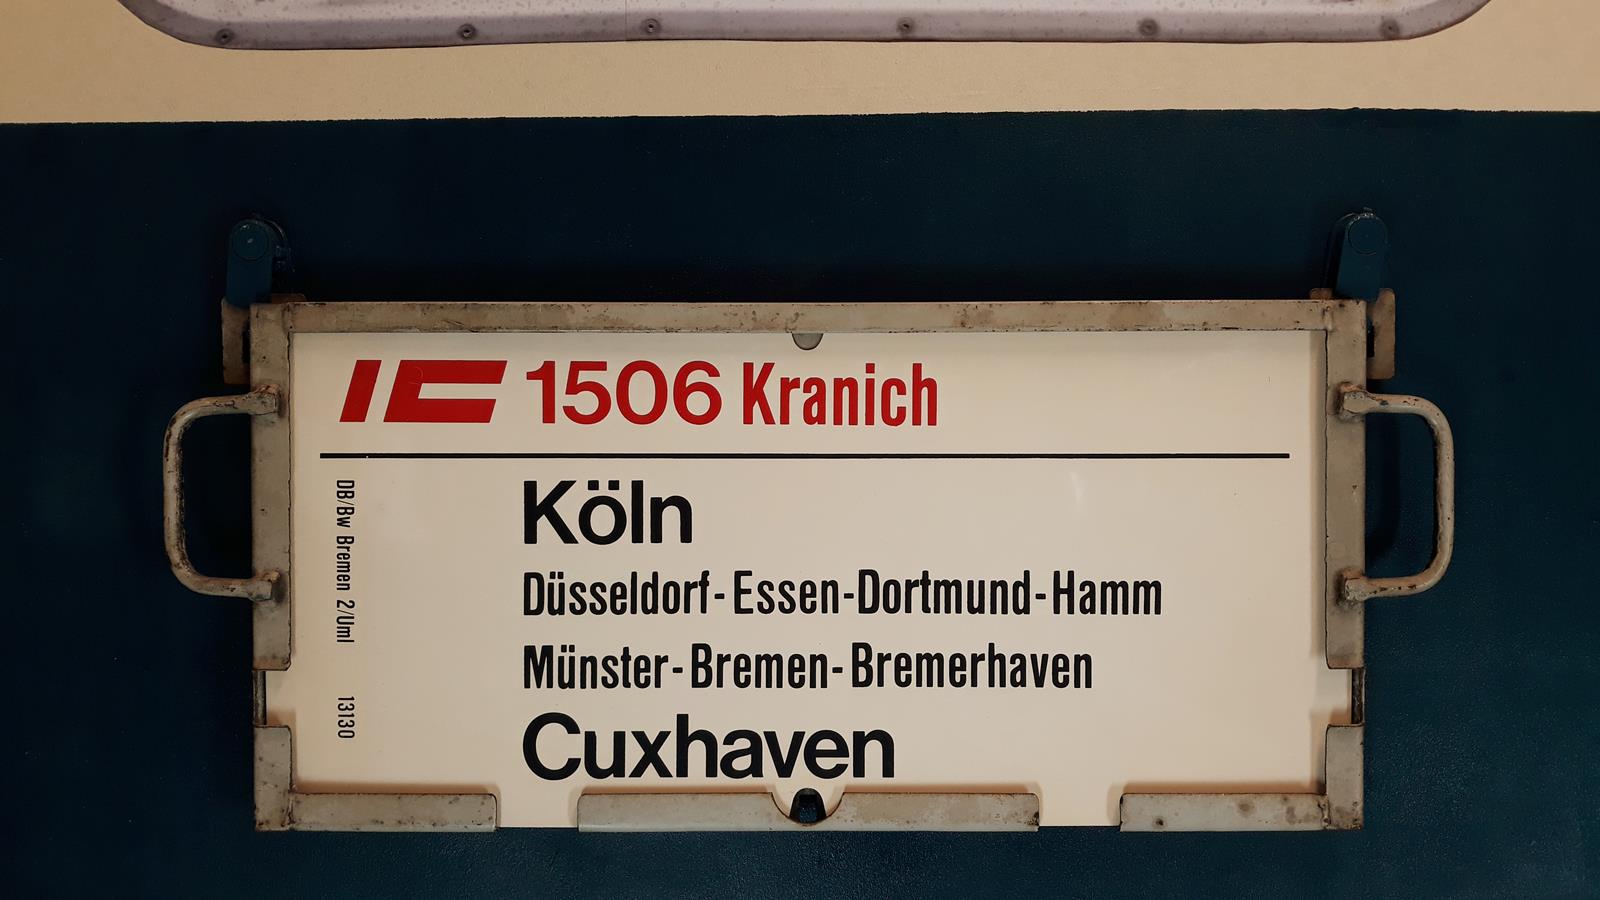 IC 1506 Kranich
Köln
Düsseldorf-Essen-Dortmund-Hamm
Münster-Bremen-Bremerhaven
Cuxhaven
DB/Bw Bremen 2/Uml 13130